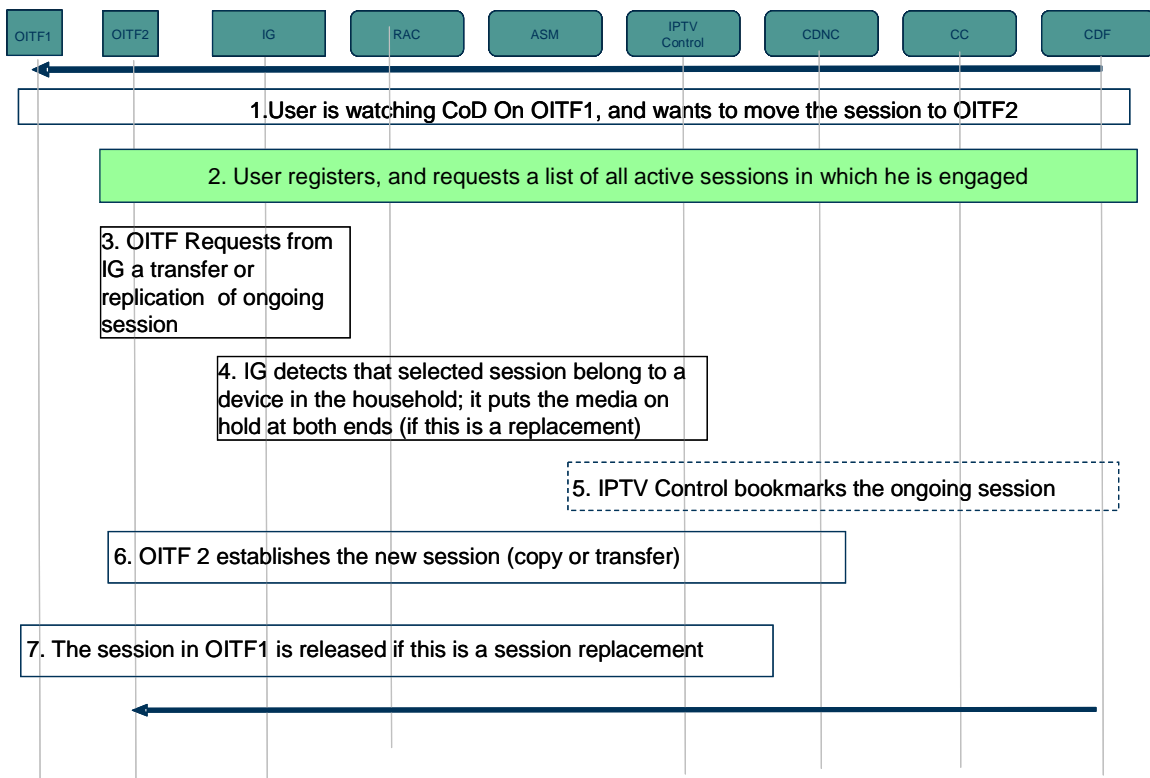 OITF1
OITF2
IG
RAC
ASM
IPTV
Control
CDNC
CC
CDF
1.User is watching CoD On OITF1, and wants to move the session to OITF2
2. User registers, and requests a list of all active sessions in which he is engaged
3. OITF Requests from
IG a transfer or
replication of ongoing
session
4. IG detects that selected session belong to a
device in the household; it puts the media on
hold at both ends (if this is a replacement)
5. IPTV Control bookmarks the ongoing session
6. OITF 2 establishes the new session (copy or transfer)
7. The session in OITF1 is released if this is a session replacement